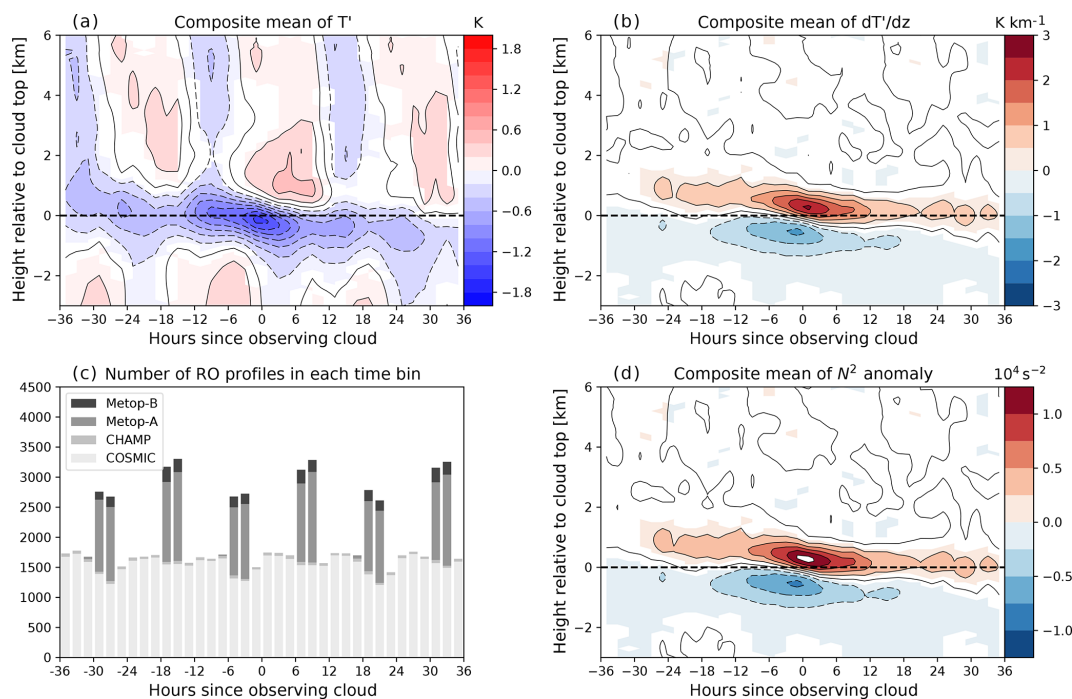 (a) Composite mean of T' K
6
4
2
0
−2
Height relative to cloud top [km]
−36 −30 −24 −18 −12 −6 0 6 12 18 24 30 36
Hours since observing cloud
1.8
1.2
0.6
0.0
−0.6
−1.2
−1.8
(b) Composite mean of dT'/dz K km⁻¹
6
4
2
0
−2
Height relative to cloud top [km]
−36 −30 −24 −18 −12 −6 0 6 12 18 24 30 36
Hours since observing cloud
3
2
1
0
−1
−2
−3
(c) Number of RO profiles in each time bin
4500
4000
3500
3000
2500
2000
1500
1000
500
0
Metop-B
Metop-A
CHAMP
COSMIC
-36 -30 -24 -18 -12 -6 0 6 12 18 24 30 36
Hours since observing cloud
(d) Composite mean of N² anomaly 10⁴ s⁻²
6
4
2
0
−2
Height relative to cloud top [km]
−36 −30 −24 −18 −12 −6 0 6 12 18 24 30 36
Hours since observing cloud
1.0
0.5
0.0
−0.5
−1.0